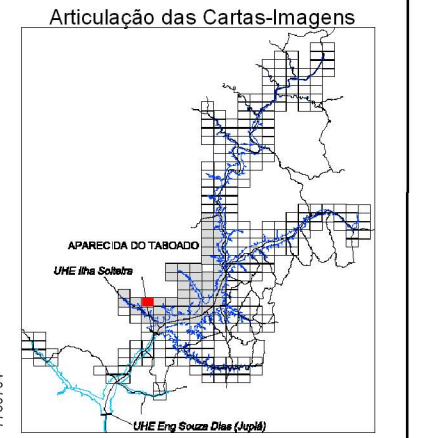 Articulação das Cartas-Imagens
APARECIDA DO TABOADO
UHE Ilha Solteira
UHE Eng Souza Dias (Jupiá)